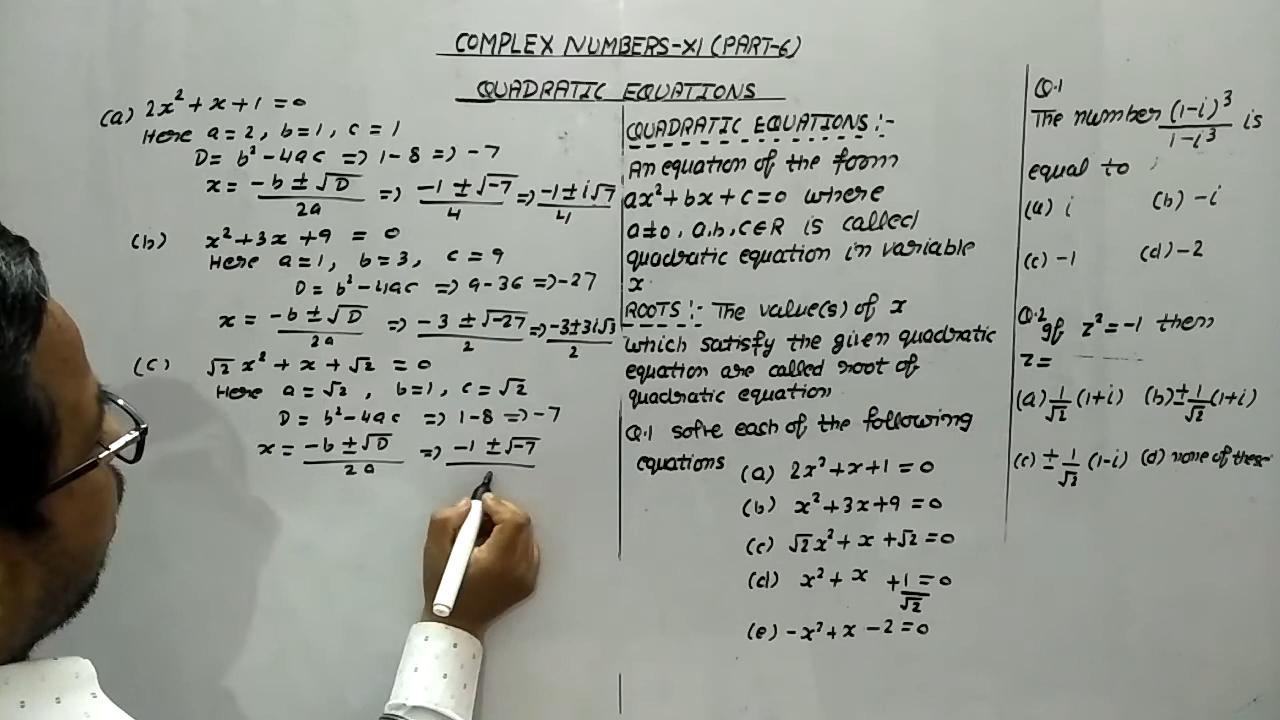 COMPLEX NUMBERS-XI (PART-6)
QUADRATIC EQUATIONS
(a) 2x² + x + 1 = 0
Here a = 2, b = 1, c = 1
D = b² - 4ac => 1 - 8 => -7
x = (-b ± √D)/2a => (-1 ± √-7)/4 => (-1 ± i√7)/4
(b) x² + 3x + 9 = 0
Here a = 1, b = 3, c = 9
D = b² - 4ac => 9 - 36 => -27
x = (-b ± √D)/2a => (-3 ± √-27)/2 => (-3 ± 3i√3)/2
(c) √2 x² + x + √2 = 0
Here a = √2, b = 1, c = √2
D = b² - 4ac => 1 - 8 => -7
x = (-b ± √D)/2a => -1 ± √-7
QUADRATIC EQUATIONS :-
An equation of the form
ax² + bx + c = 0 where
a ≠ 0, a, b, c ∈ R is called
quadratic equation in variable
x
ROOTS :- The value(s) of x
which satisfy the given quadratic
equation are called root of
quadratic equation
Q.1 solve each of the following
equations
(a) 2x² + x + 1 = 0
(b) x² + 3x + 9 = 0
(c) √2x² + x + √2 = 0
(d) x² + x + 1/√2 = 0
(e) -x² + x - 2 = 0
Q.1
The number (1-i)³/(1-i³) is
equal to ;
(a) i (b) -i
(c) -1 (d) -2
Q.2
If z² = -1 then
z =
(a) 1/√2 (1+i) (b) ± 1/√2 (1+i)
(c) ± 1/√2 (1-i) (d) none of these